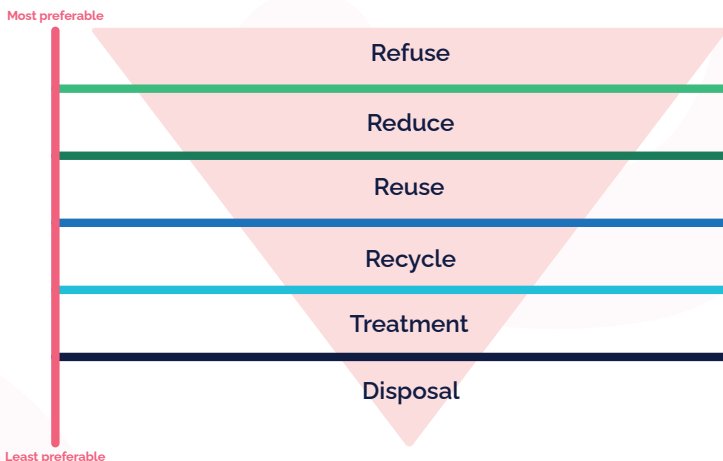 Most preferable
Refuse
Reduce
Reuse
Recycle
Treatment
Disposal
Least preferable